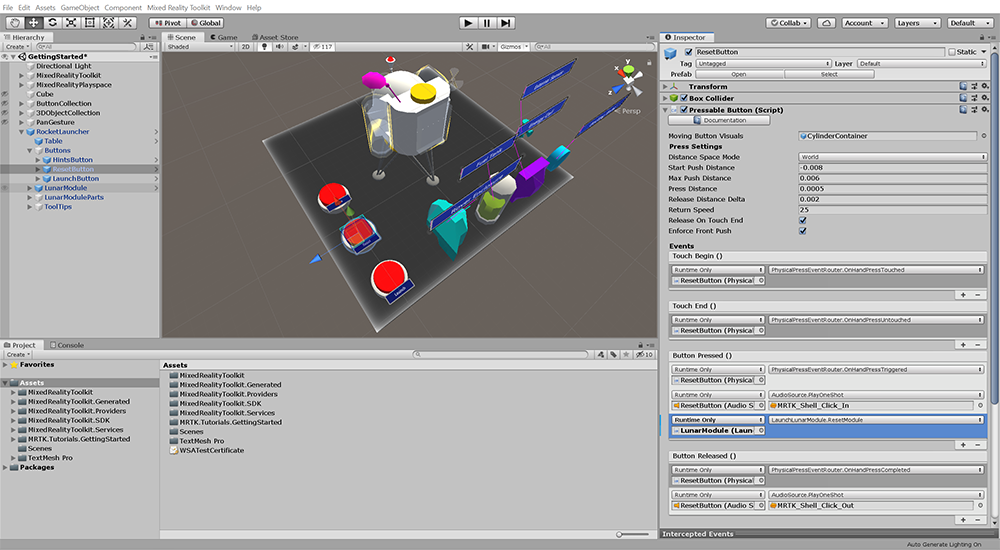 File Edit Assets GameObject Component Mixed Reality Toolkit Window Help
Pivot Global Collab Account Layers Default
Hierarchy Scene Game Asset Store Inspector
Create All Shaded 2D 117 Gizmos All
GettingStarted*
Directional Light
MixedRealityToolkit
MixedRealityPlayspace
Cube
ButtonCollection
3DObjectCollection
PanGesture
RocketLauncher
Table
Buttons
HintsButton
ResetButton
LaunchButton
LunarModule
LunarModuleParts
ToolTips
y
x
z
Persp
Fuel Tank
Project Console
Create 10
Favorites
Assets
MixedRealityToolkit
MixedRealityToolkit.Generated
MixedRealityToolkit.Providers
MixedRealityToolkit.SDK
MixedRealityToolkit.Services
MRTK.Tutorials.GettingStarted
Scenes
TextMesh Pro
Packages
Assets
MixedRealityToolkit
MixedRealityToolkit.Generated
MixedRealityToolkit.Providers
MixedRealityToolkit.SDK
MixedRealityToolkit.Services
MRTK.Tutorials.GettingStarted
Scenes
TextMesh Pro
WSATestCertificate
ResetButton Static
Tag Untagged Layer Default
Prefab Open Select
Transform
Box Collider
Pressable Button (Script)
Documentation
Moving Button Visuals CylinderContainer
Press Settings
Distance Space Mode World
Start Push Distance -0.008
Max Push Distance 0.006
Press Distance 0.0005
Release Distance Delta 0.002
Return Speed 25
Release On Touch End
Enforce Front Push
Events
Touch Begin ()
Runtime Only PhysicalPressEventRouter.OnHandPressTouched
ResetButton (Physical
+ −
Touch End ()
Runtime Only PhysicalPressEventRouter.OnHandPressUntouched
ResetButton (Physical
+ −
Button Pressed ()
Runtime Only PhysicalPressEventRouter.OnHandPressTriggered
ResetButton (Physical
Runtime Only AudioSource.PlayOneShot
ResetButton (Audio S MRTK_Shell_Click_In
Runtime Only LaunchLunarModule.ResetModule
LunarModule (Laun
+ −
Button Released ()
Runtime Only PhysicalPressEventRouter.OnHandPressCompleted
ResetButton (Physical
Runtime Only AudioSource.PlayOneShot
ResetButton (Audio S MRTK_Shell_Click_Out
+ −
Intercepted Events
Auto Generate Lighting On